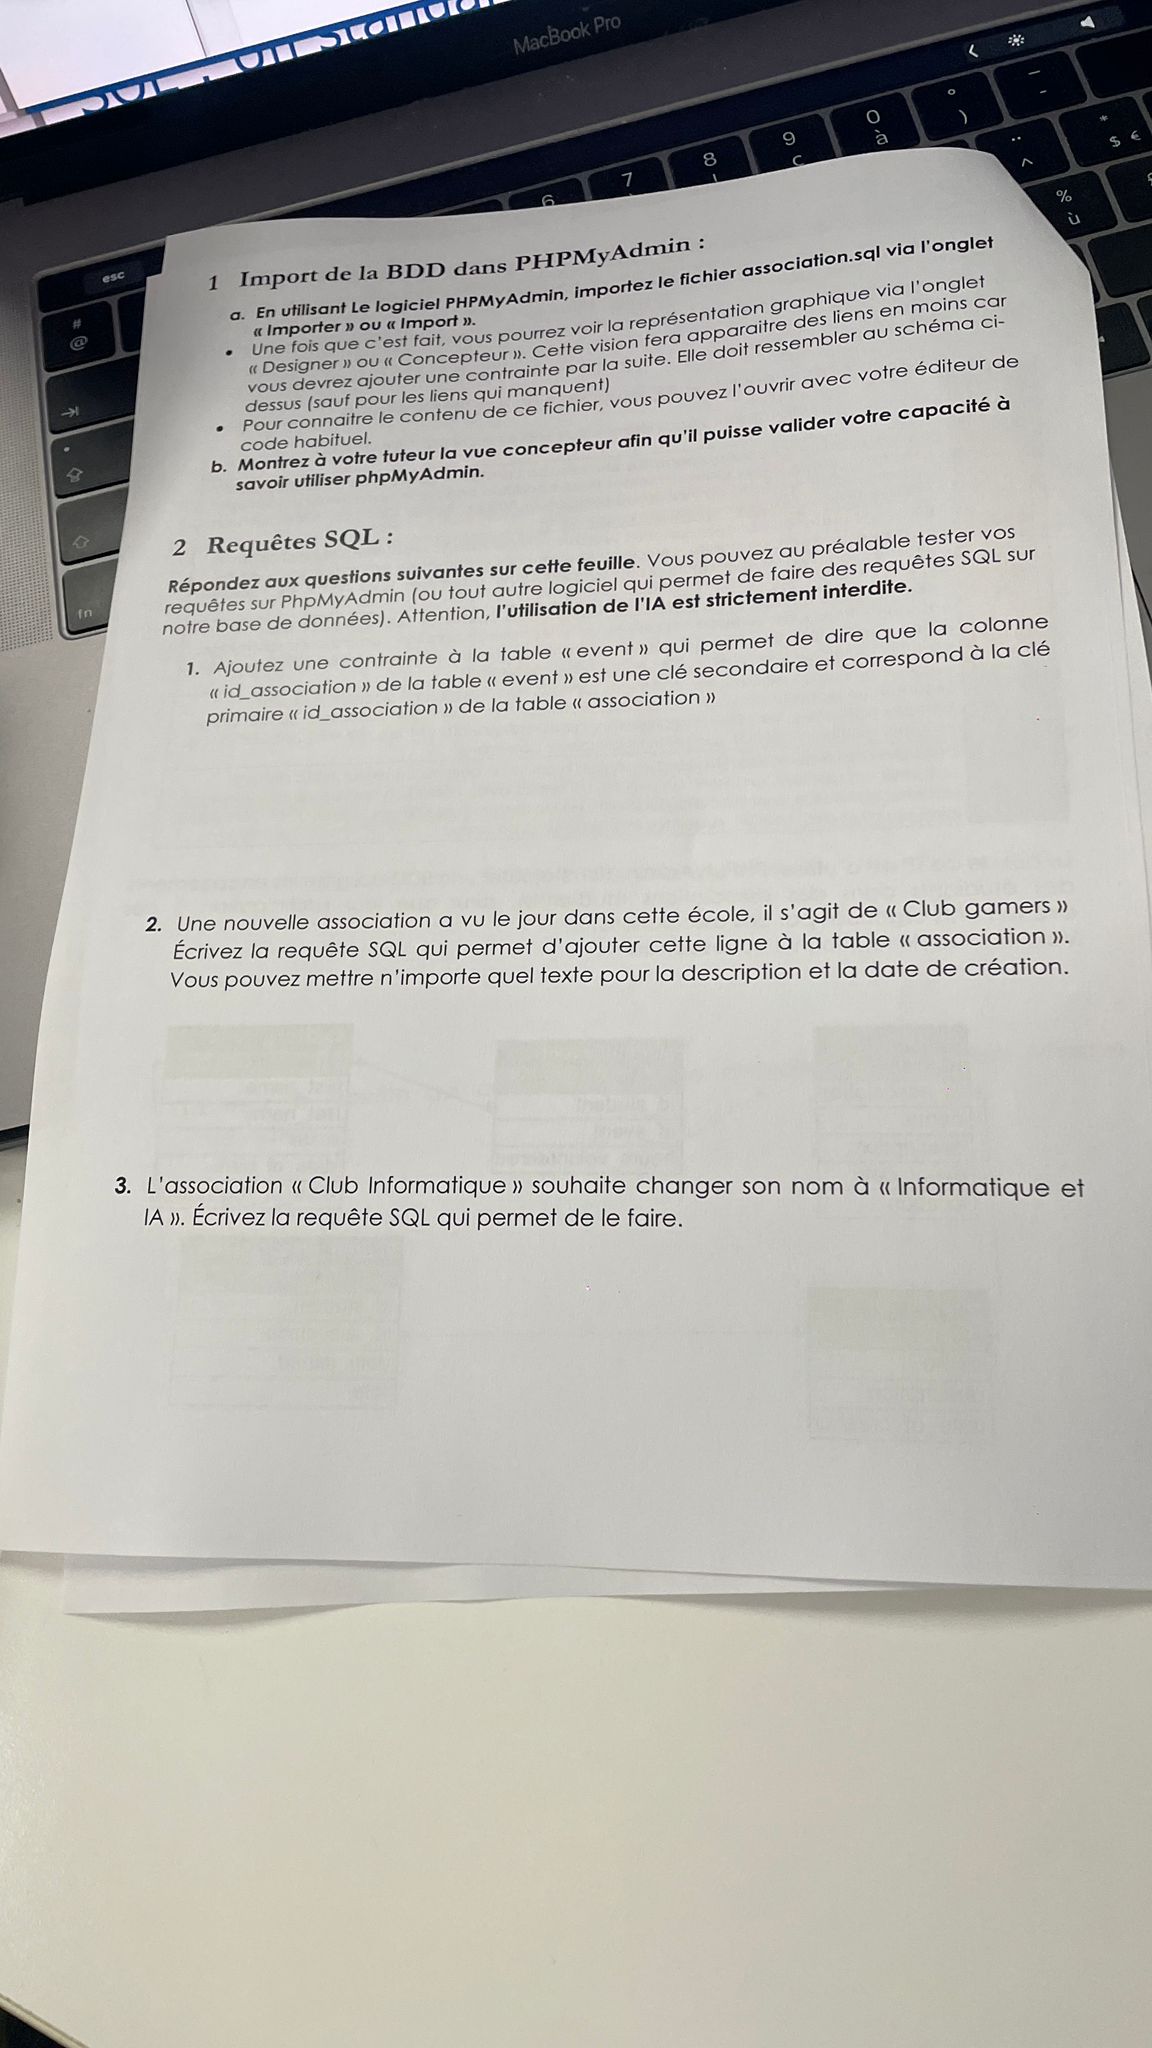 MacBook Pro
1 Import de la BDD dans PHPMyAdmin :
a. En utilisant Le logiciel PHPMyAdmin, importez le fichier association.sql via l'onglet
« Importer » ou « Import ».
• Une fois que c'est fait, vous pourrez voir la représentation graphique via l'onglet
« Designer » ou « Concepteur ». Cette vision fera apparaitre des liens en moins car
vous devrez ajouter une contrainte par la suite. Elle doit ressembler au schéma ci-
dessus (sauf pour les liens qui manquent)
• Pour connaitre le contenu de ce fichier, vous pouvez l'ouvrir avec votre éditeur de
code habituel.
b. Montrez à votre tuteur la vue concepteur afin qu'il puisse valider votre capacité à
savoir utiliser phpMyAdmin.
2 Requêtes SQL :
Répondez aux questions suivantes sur cette feuille. Vous pouvez au préalable tester vos
requêtes sur PhpMyAdmin (ou tout autre logiciel qui permet de faire des requêtes SQL sur
notre base de données). Attention, l'utilisation de l'IA est strictement interdite.
1. Ajoutez une contrainte à la table « event » qui permet de dire que la colonne
« id_association » de la table « event » est une clé secondaire et correspond à la clé
primaire « id_association » de la table « association »
2. Une nouvelle association a vu le jour dans cette école, il s'agit de « Club gamers »
Écrivez la requête SQL qui permet d'ajouter cette ligne à la table « association ».
Vous pouvez mettre n'importe quel texte pour la description et la date de création.
3. L'association « Club Informatique » souhaite changer son nom à « Informatique et
IA ». Écrivez la requête SQL qui permet de le faire.
esc
fn
# @
6
7
8
9
0 à
% ù
$ €